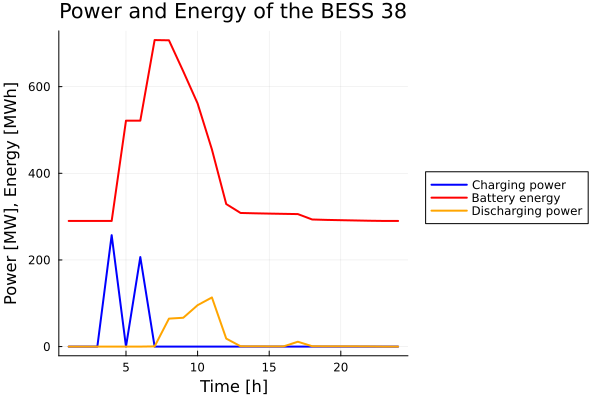 Power and Energy of the BESS 38
Power [MW], Energy [MWh]
600
400
200
0
5
10
15
20
Time [h]
Charging power
Battery energy
Discharging power